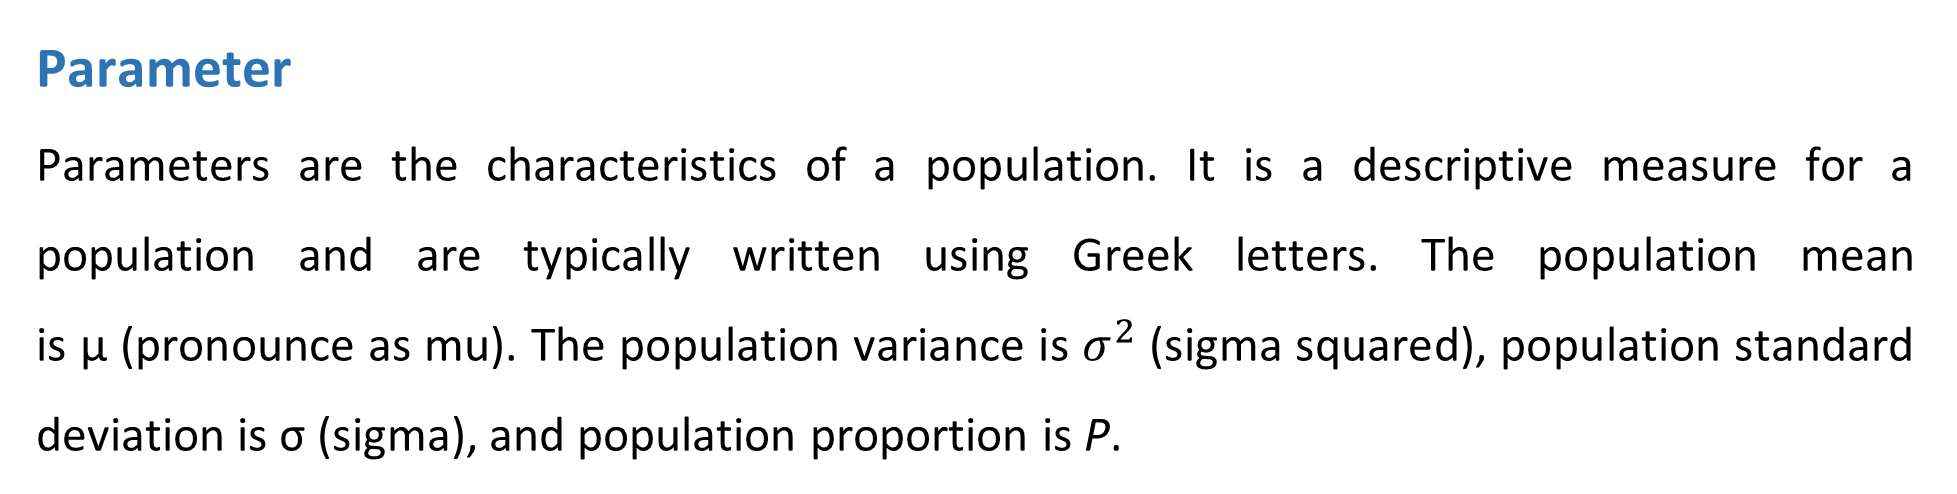 Parameter
Parameters are the characteristics of a population. It is a descriptive measure for a
population and are typically written using Greek letters. The population mean
is μ (pronounce as mu). The population variance is σ² (sigma squared), population standard
deviation is σ (sigma), and population proportion is P.